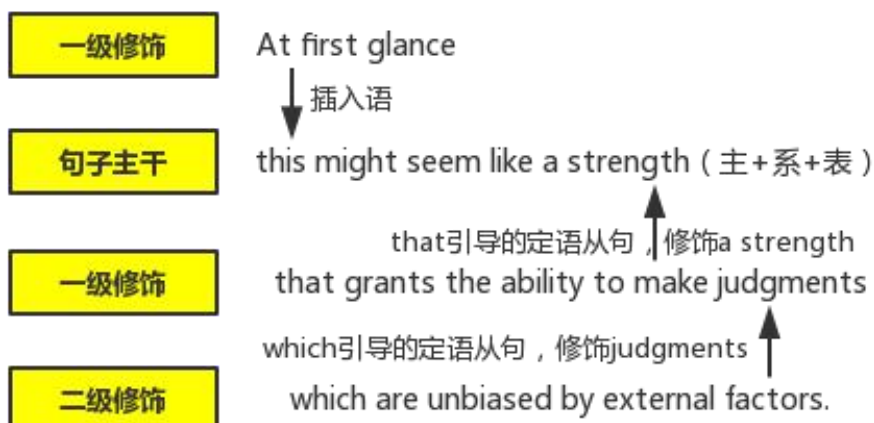 一级修饰 At first glance
插入语
句子主干 this might seem like a strength（主+系+表）
that引导的定语从句，修饰a strength
一级修饰 that grants the ability to make judgments
which引导的定语从句，修饰judgments
二级修饰 which are unbiased by external factors.